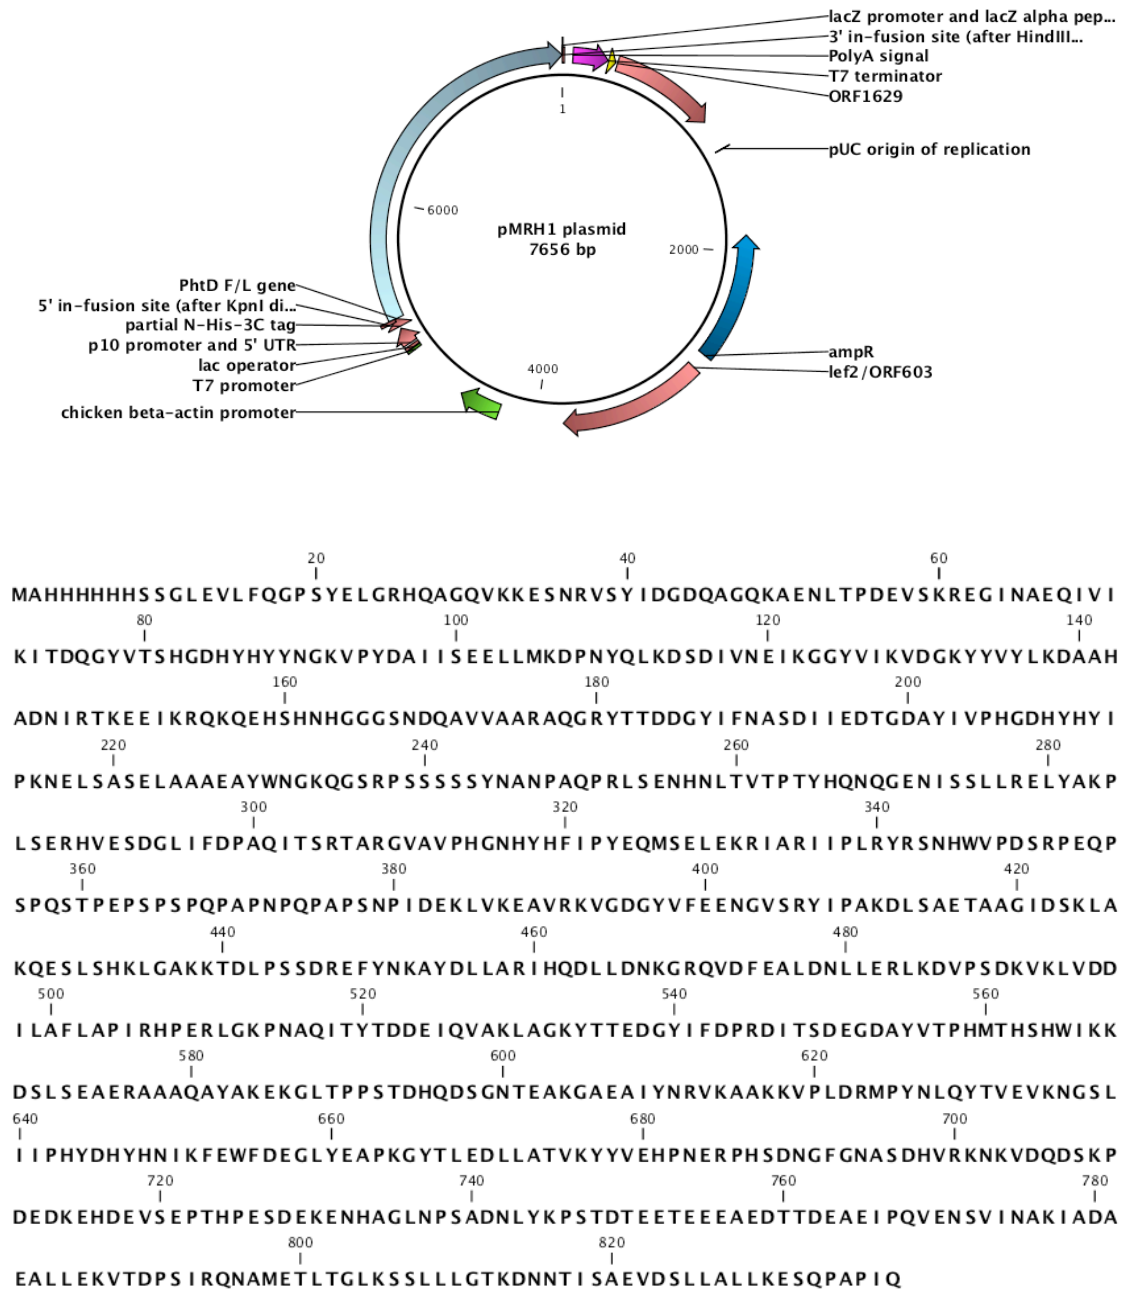 lacZ promoter and lacZ alpha pep...
3' in-fusion site (after HindIII...
PolyA signal
T7 terminator
ORF1629
1
pUC origin of replication
6000
pMRH1 plasmid
7656 bp
2000
PhtD F/L gene
5' in-fusion site (after KpnI di...
partial N-His-3C tag
p10 promoter and 5' UTR
lac operator
T7 promoter
ampR
lef2/ORF603
4000
chicken beta-actin promoter
20 40 60
MAHHHHHHSSGLEVLFQGPSYELGRHQAGQVKKESNRVSYIDGDQAGQKAENLTPDEVSKREGINAEQIVI
80 100 120 140
KITDQGYVTSHGDHYHYYNGKVPYDAIISEELLMKDPNYQLKDSDIVNEIKGGYVIKVDGKYYVYLKDAAH
160 180 200
ADNIRTKEEIKRQKQEHSHNHGGGSNDQAVVAARAQGRYTTDDGYIFNASDIIEDTGDAYIVPHGDHYHYI
220 240 260 280
PKNELSASELAAAEAYWNGKQGSRPSSSSSYNANPAQPRLSENHNLTVTPTYHQNQGENISSLLRELYAKP
300 320 340
LSERHVESDGLIFDPAQITSRTARGVAVPHGNHYHFIPYEQMSELEKRIARIIPLRYRSNHWVPDSRPEQP
360 380 400 420
SPQSTPEPSPSPQPAPNPQPAPSNPIDEKLVKEAVRKVGDGYVFEENGVSRYIPAKDLSAETAAGIDSKLA
440 460 480
KQESLSHKLGAKKTDLPSSDREFYNKAYDLLARIHQDLLDNKGRQVDFEALDNLLERLKDVPSDKVKLVDD
500 520 540 560
ILAFLAPIRHPERLGKPNAQITYTDDEIQVAKLAGKYTTEDGYIFDPRDITSDEGDAYVTPHMTHSHWIKK
580 600 620
DSLSEAERAAAQAYAKEKGLTPPSTDHQDSGNTEAKGAEAIYNRVKAAKKVPLDRMPYNLQYTVEVKNGSL
640 660 680 700
IIPHYDHYHNIKFEWFDEGLYEAPKGYTLEDLLATVKYYVEHPNERPHSDNGFGNASDHVRKNKVDQDSKP
720 740 760 780
DEDKEHDEVSEPTHPESDEKENHAGLNPSADNLYKPSTDTEETEEEAEDTTDEAEIPQVENSVINAKIADA
800 820
EALLEKVTDPSIRQNAMETLTGLKSSLLLGTKDNNTISAEVDSLLALLKESQPAPIQ